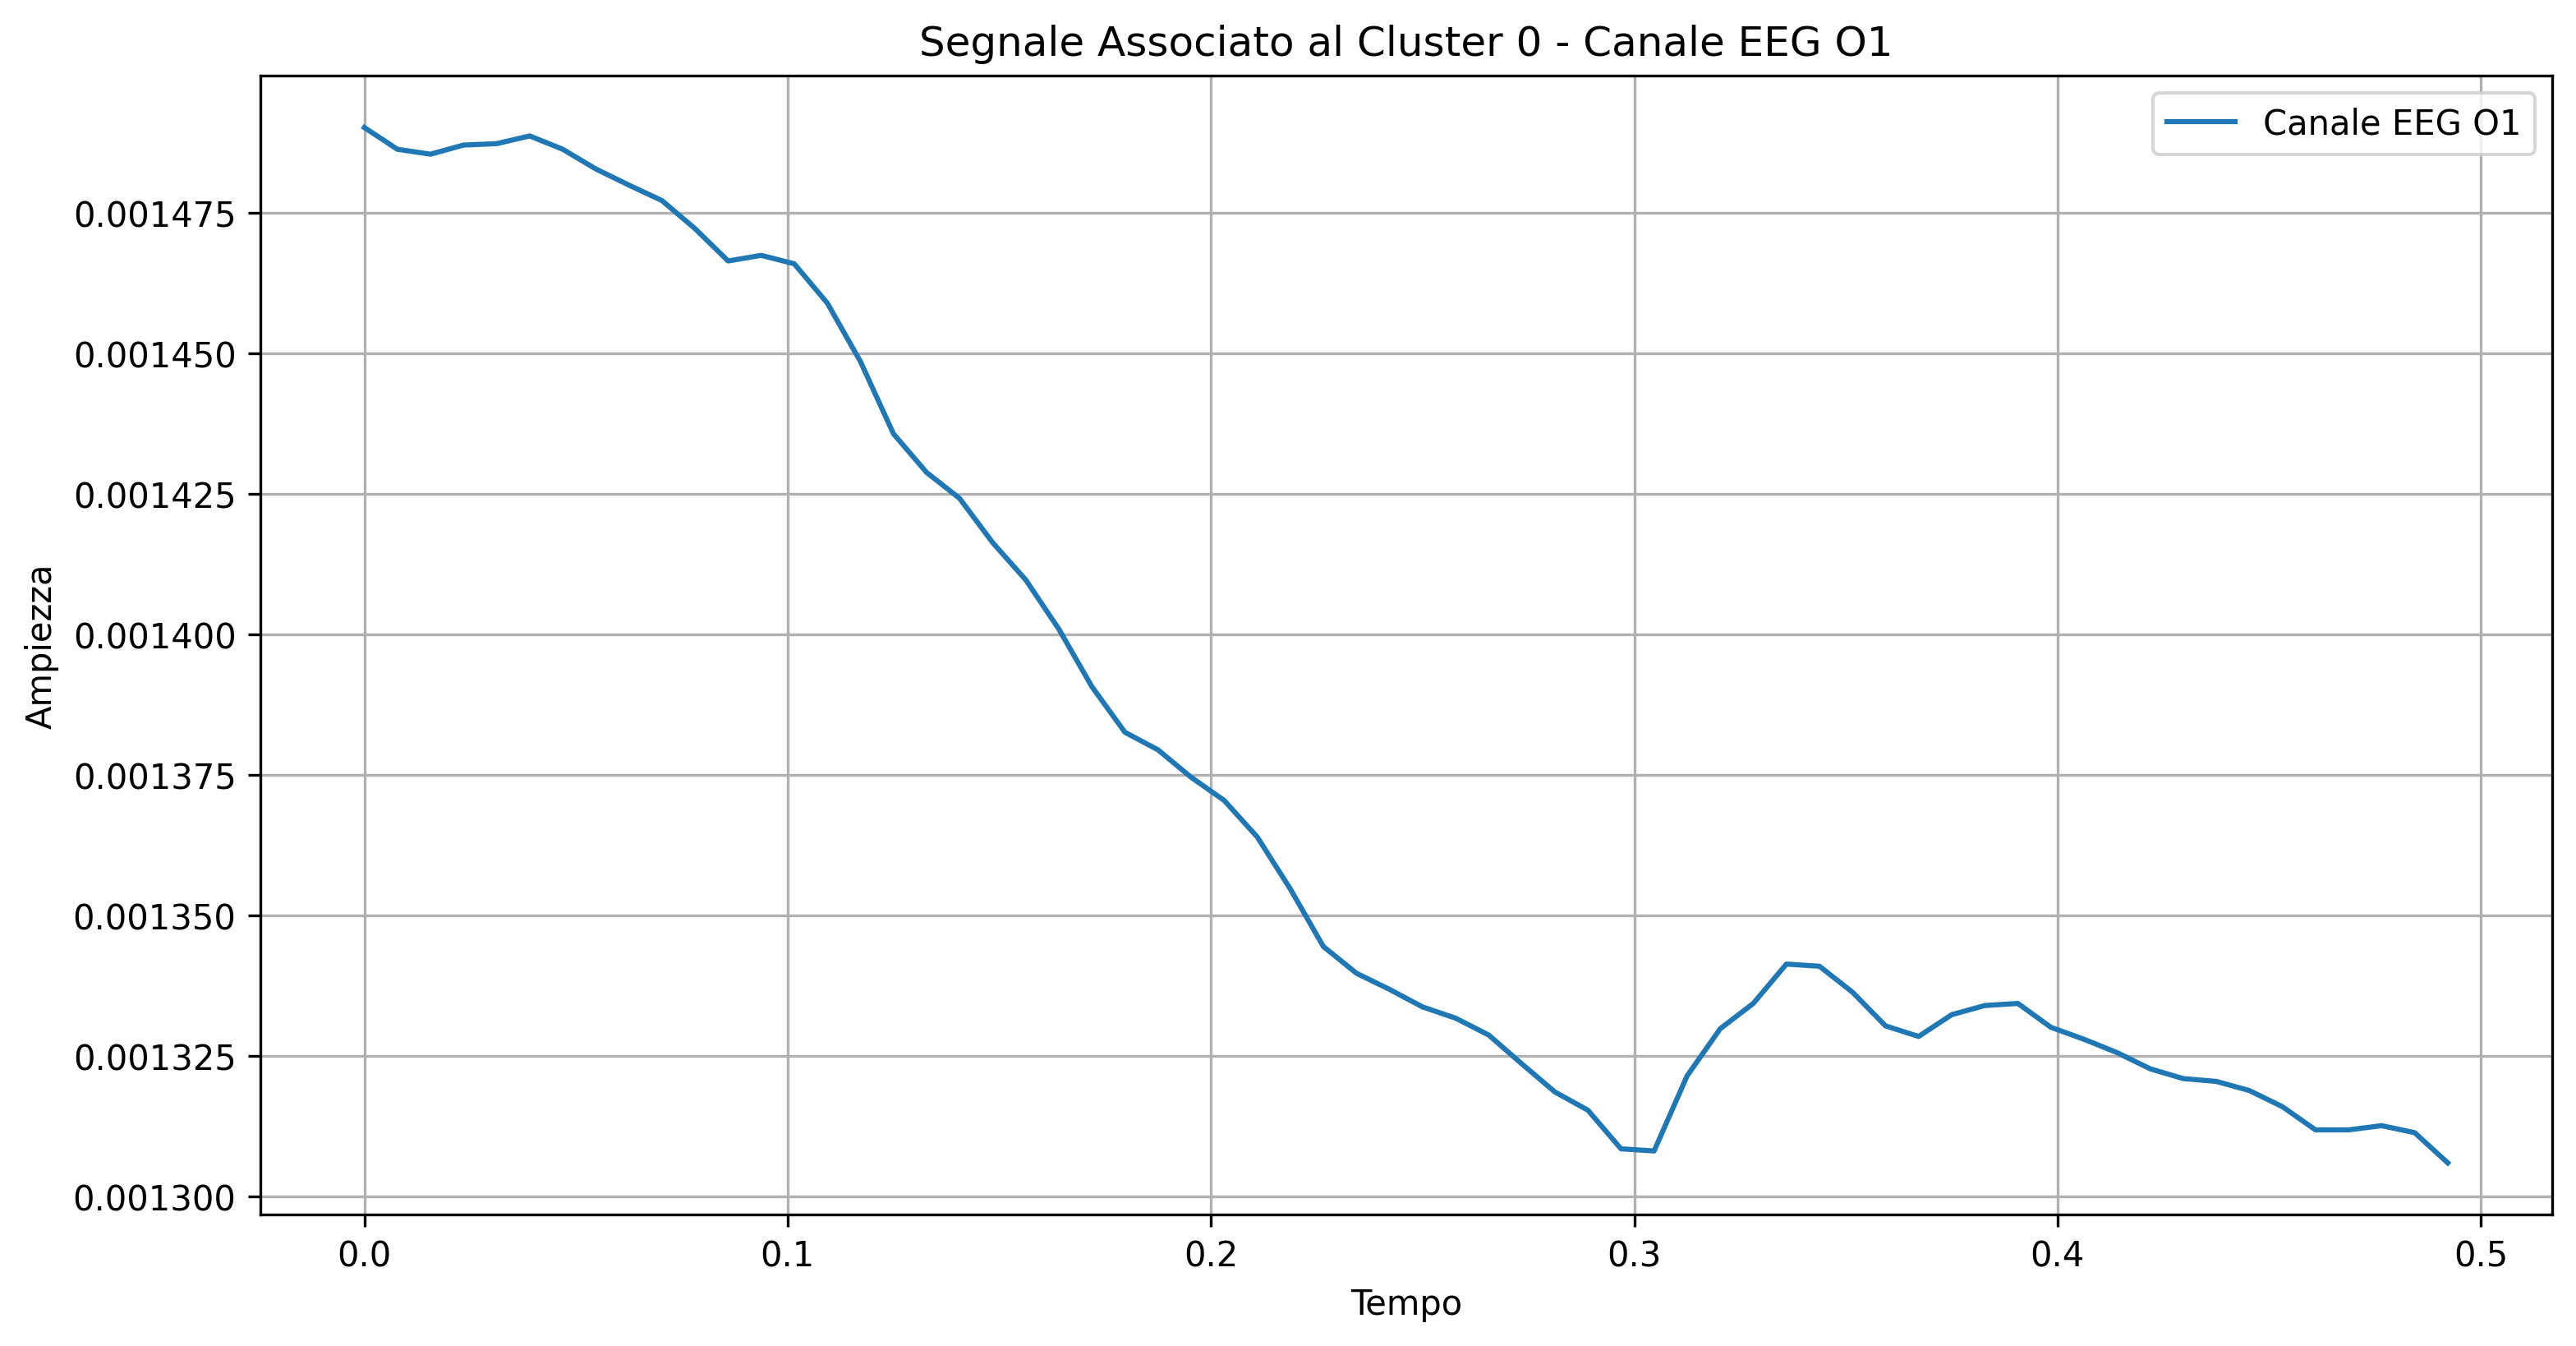 Segnale Associato al Cluster 0 - Canale EEG O1
Canale EEG O1
0.001475
0.001450
0.001425
0.001400
0.001375
0.001350
0.001325
0.001300
Ampiezza
0.0 0.1 0.2 0.3 0.4 0.5
Tempo